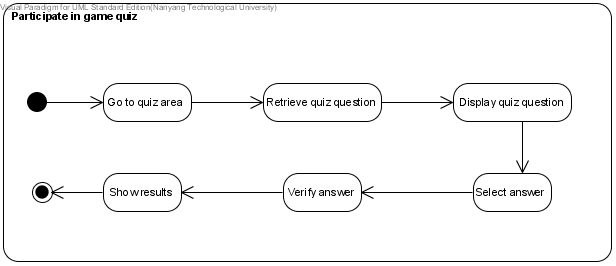 Visual Paradigm for UML Standard Edition(Nanyang Technological University)
Participate in game quiz
Go to quiz area
Retrieve quiz question
Display quiz question
Show results
Verify answer
Select answer